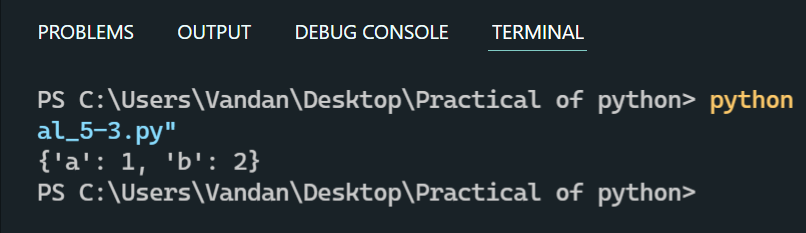 PROBLEMS OUTPUT DEBUG CONSOLE TERMINAL
PS C:\Users\Vandan\Desktop\Practical of python> python
al_5-3.py"
{'a': 1, 'b': 2}
PS C:\Users\Vandan\Desktop\Practical of python>